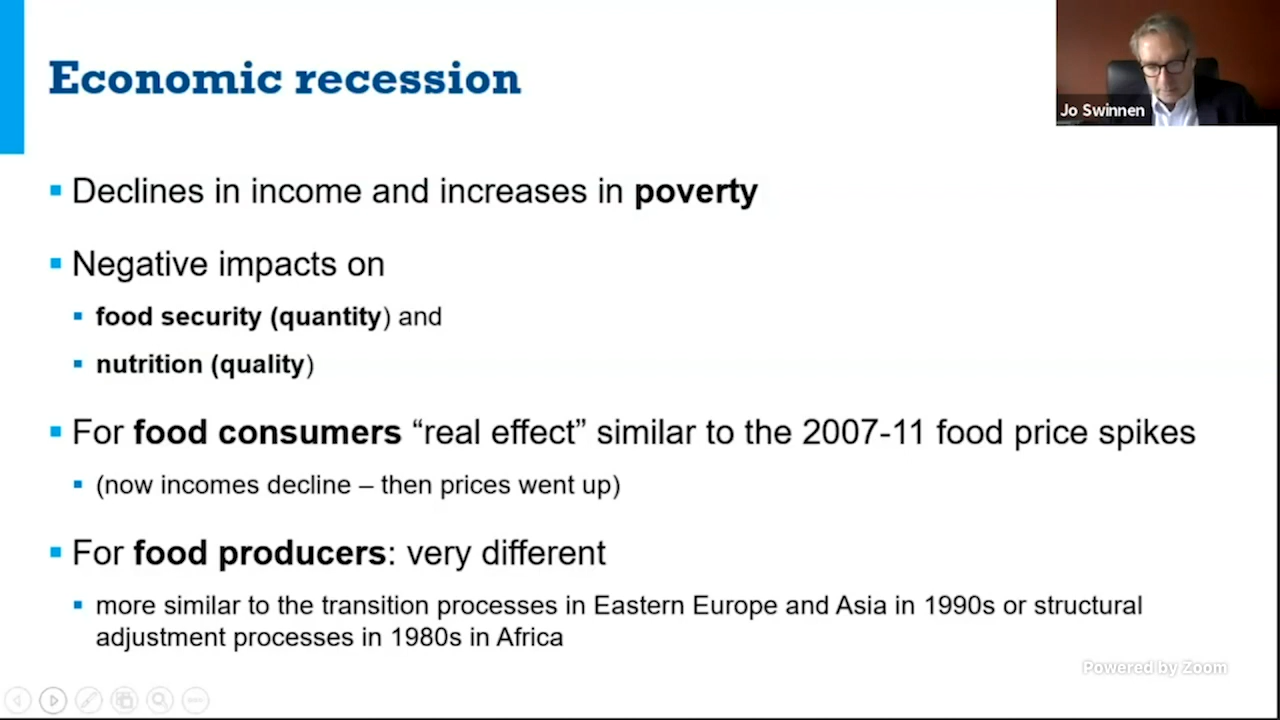 Economic recession
Jo Swinnen
Declines in income and increases in poverty
Negative impacts on
food security (quantity) and
nutrition (quality)
For food consumers “real effect” similar to the 2007-11 food price spikes
(now incomes decline – then prices went up)
For food producers: very different
more similar to the transition processes in Eastern Europe and Asia in 1990s or structural
adjustment processes in 1980s in Africa
Powered by Zoom